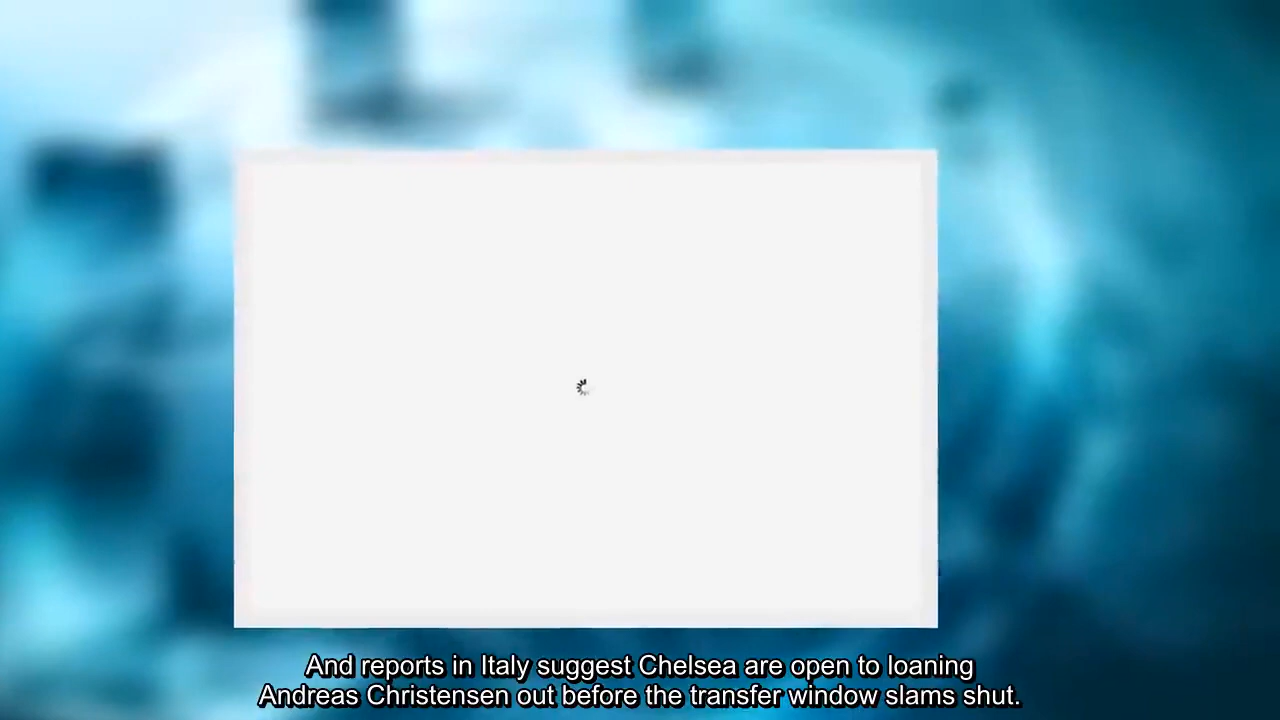 And reports in Italy suggest Chelsea are open to loaning
Andreas Christensen out before the transfer window slams shut.